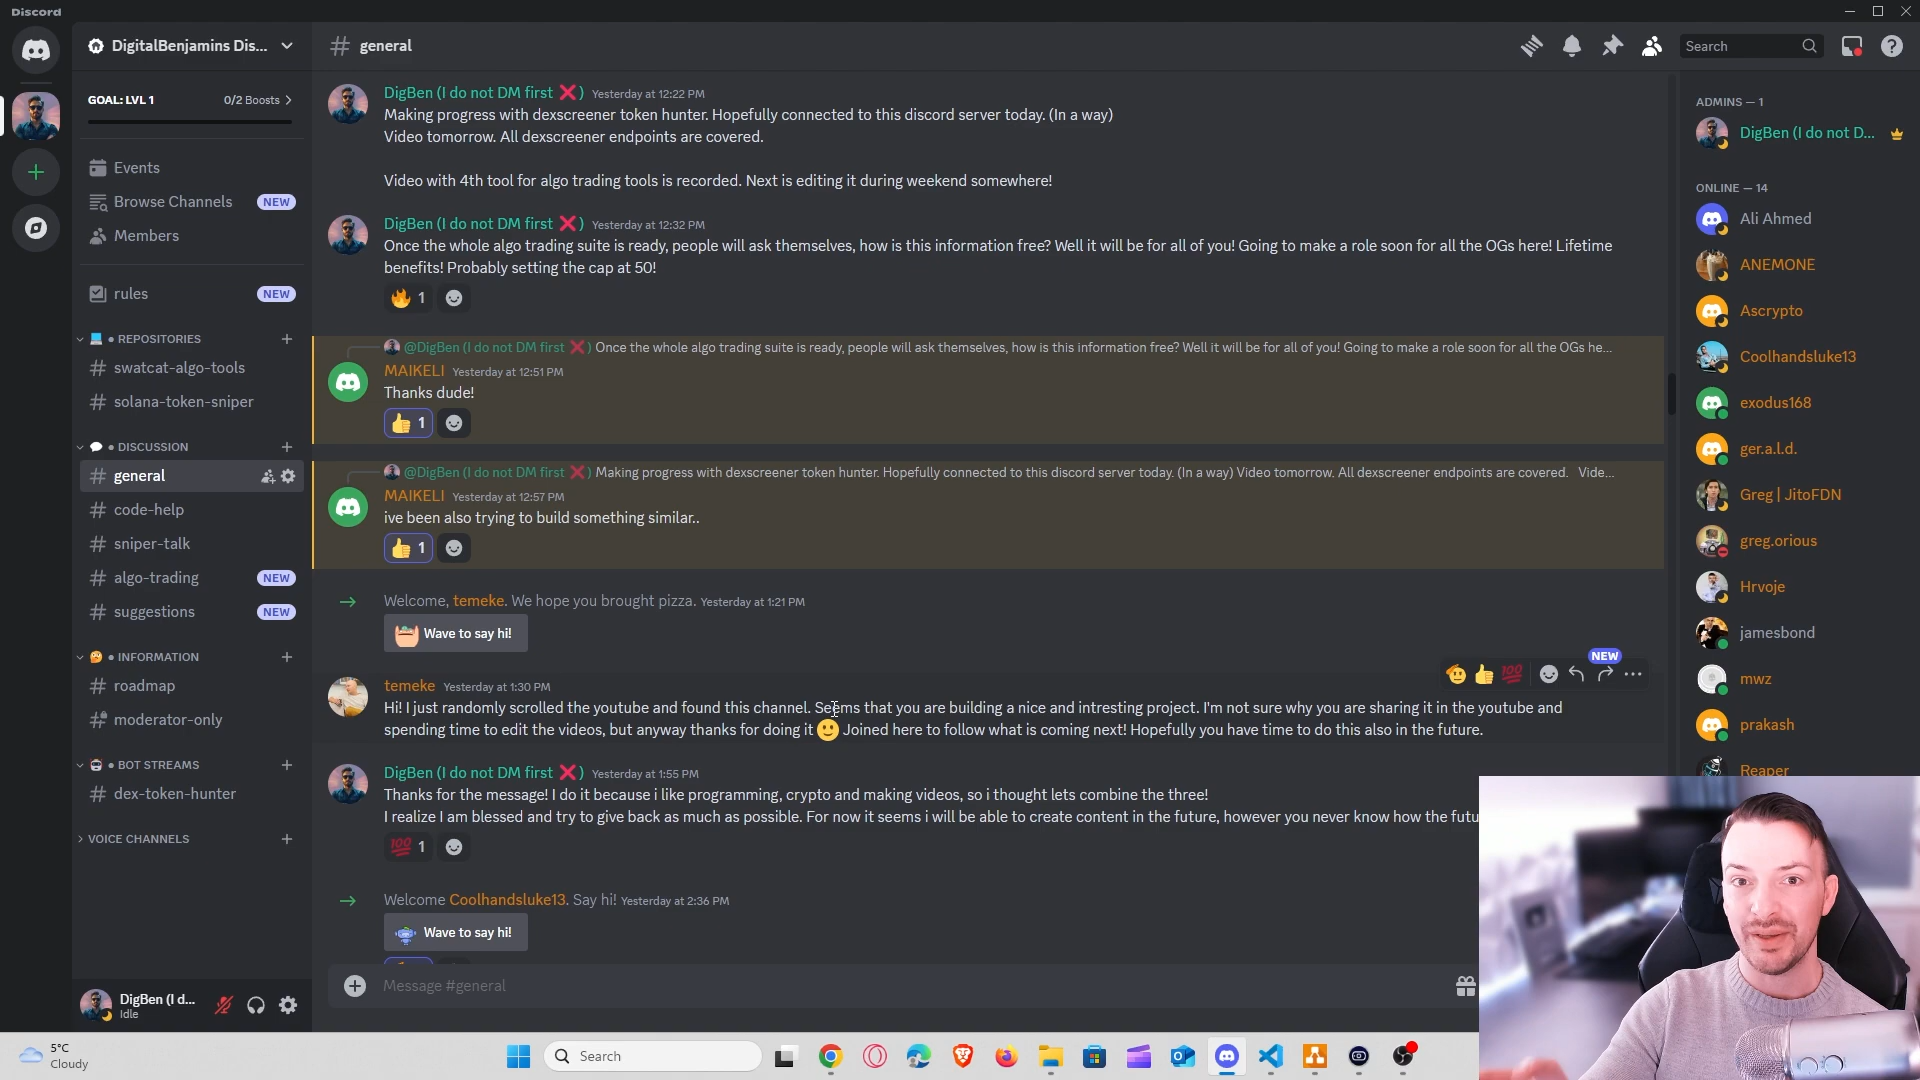 Discord
DigitalBenjamins Dis...
GOAL: LVL 1
0/2 Boosts
Events
Browse Channels
NEW
Members
rules
NEW
REPOSITORIES
swatcat-algo-tools
solana-token-sniper
DISCUSSION
general
code-help
sniper-talk
algo-trading
NEW
suggestions
NEW
INFORMATION
roadmap
moderator-only
BOT STREAMS
dex-token-hunter
VOICE CHANNELS
DigBen (I d...
Idle
general
Search
DigBen (I do not DM first ❌) Yesterday at 12:22 PM
Making progress with dexscreener token hunter. Hopefully connected to this discord server today. (In a way)
Video tomorrow. All dexscreener endpoints are covered.
Video with 4th tool for algo trading tools is recorded. Next is editing it during weekend somewhere!
DigBen (I do not DM first ❌) Yesterday at 12:32 PM
Once the whole algo trading suite is ready, people will ask themselves, how is this information free? Well it will be for all of you! Going to make a role soon for all the OGs here! Lifetime
benefits! Probably setting the cap at 50!
🔥 1
@DigBen (I do not DM first ❌) Once the whole algo trading suite is ready, people will ask themselves, how is this information free? Well it will be for all of you! Going to make a role soon for all the OGs he...
MAIKELI Yesterday at 12:51 PM
Thanks dude!
👍 1
@DigBen (I do not DM first ❌) Making progress with dexscreener token hunter. Hopefully connected to this discord server today. (In a way) Video tomorrow. All dexscreener endpoints are covered. Vide...
MAIKELI Yesterday at 12:57 PM
ive been also trying to build something similar..
👍 1
Welcome, temeke. We hope you brought pizza. Yesterday at 1:21 PM
Wave to say hi!
NEW
💯
temeke Yesterday at 1:30 PM
Hi! I just randomly scrolled the youtube and found this channel. Seems that you are building a nice and intresting project. I'm not sure why you are sharing it in the youtube and
spending time to edit the videos, but anyway thanks for doing it 🙂 Joined here to follow what is coming next! Hopefully you have time to do this also in the future.
DigBen (I do not DM first ❌) Yesterday at 1:55 PM
Thanks for the message! I do it because i like programming, crypto and making videos, so i thought lets combine the three!
I realize I am blessed and try to give back as much as possible. For now it seems i will be able to create content in the future, however you never know how the futu
💯 1
Welcome Coolhandsluke13. Say hi! Yesterday at 2:36 PM
Wave to say hi!
Message #general
ADMINS — 1
DigBen (I do not D...
ONLINE — 14
Ali Ahmed
ANEMONE
Ascrypto
Coolhandsluke13
exodus168
ger.a.l.d.
Greg | JitoFDN
greg.orious
Hrvoje
jamesbond
mwz
prakash
Reaper
5°C
Cloudy
Search